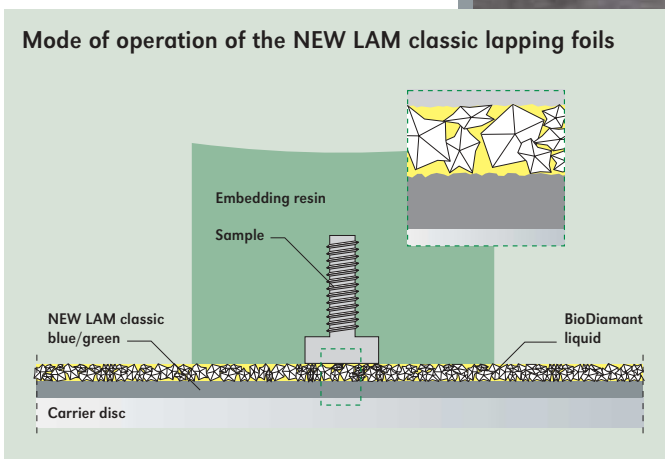 Mode of operation of the NEW LAM classic lapping foils
Embedding resin
Sample
NEW LAM classic
blue/green
BioDiamant
liquid
Carrier disc